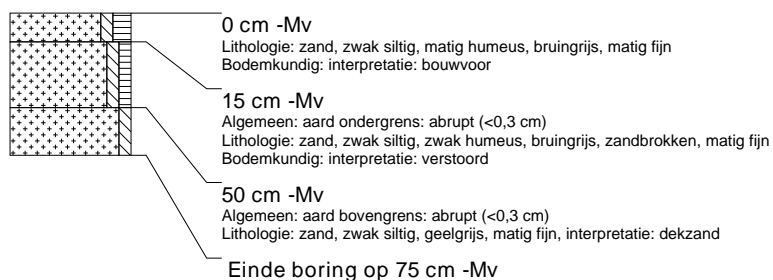 0 cm -Mv
Lithologie: zand, zwak siltig, matig humeus, bruingrijs, matig fijn
Bodemkundig: interpretatie: bouwvoor
15 cm -Mv
Algemeen: aard ondergrens: abrupt (<0,3 cm)
Lithologie: zand, zwak siltig, zwak humeus, bruingrijs, zandbrokken, matig fijn
Bodemkundig: interpretatie: verstoord
50 cm -Mv
Algemeen: aard bovengrens: abrupt (<0,3 cm)
Lithologie: zand, zwak siltig, geelgrijs, matig fijn, interpretatie: dekzand
Einde boring op 75 cm -Mv